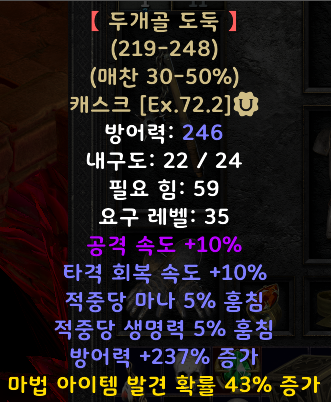 【 두개골 도둑 】
(219-248)
(매찬 30-50%)
캐스크 [Ex.72.2]
방어력: 246
내구도: 22 / 24
필요 힘: 59
요구 레벨: 35
공격 속도 +10%
타격 회복 속도 +10%
적중당 마나 5% 훔침
적중당 생명력 5% 훔침
방어력 +237% 증가
마법 아이템 발견 확률 43% 증가